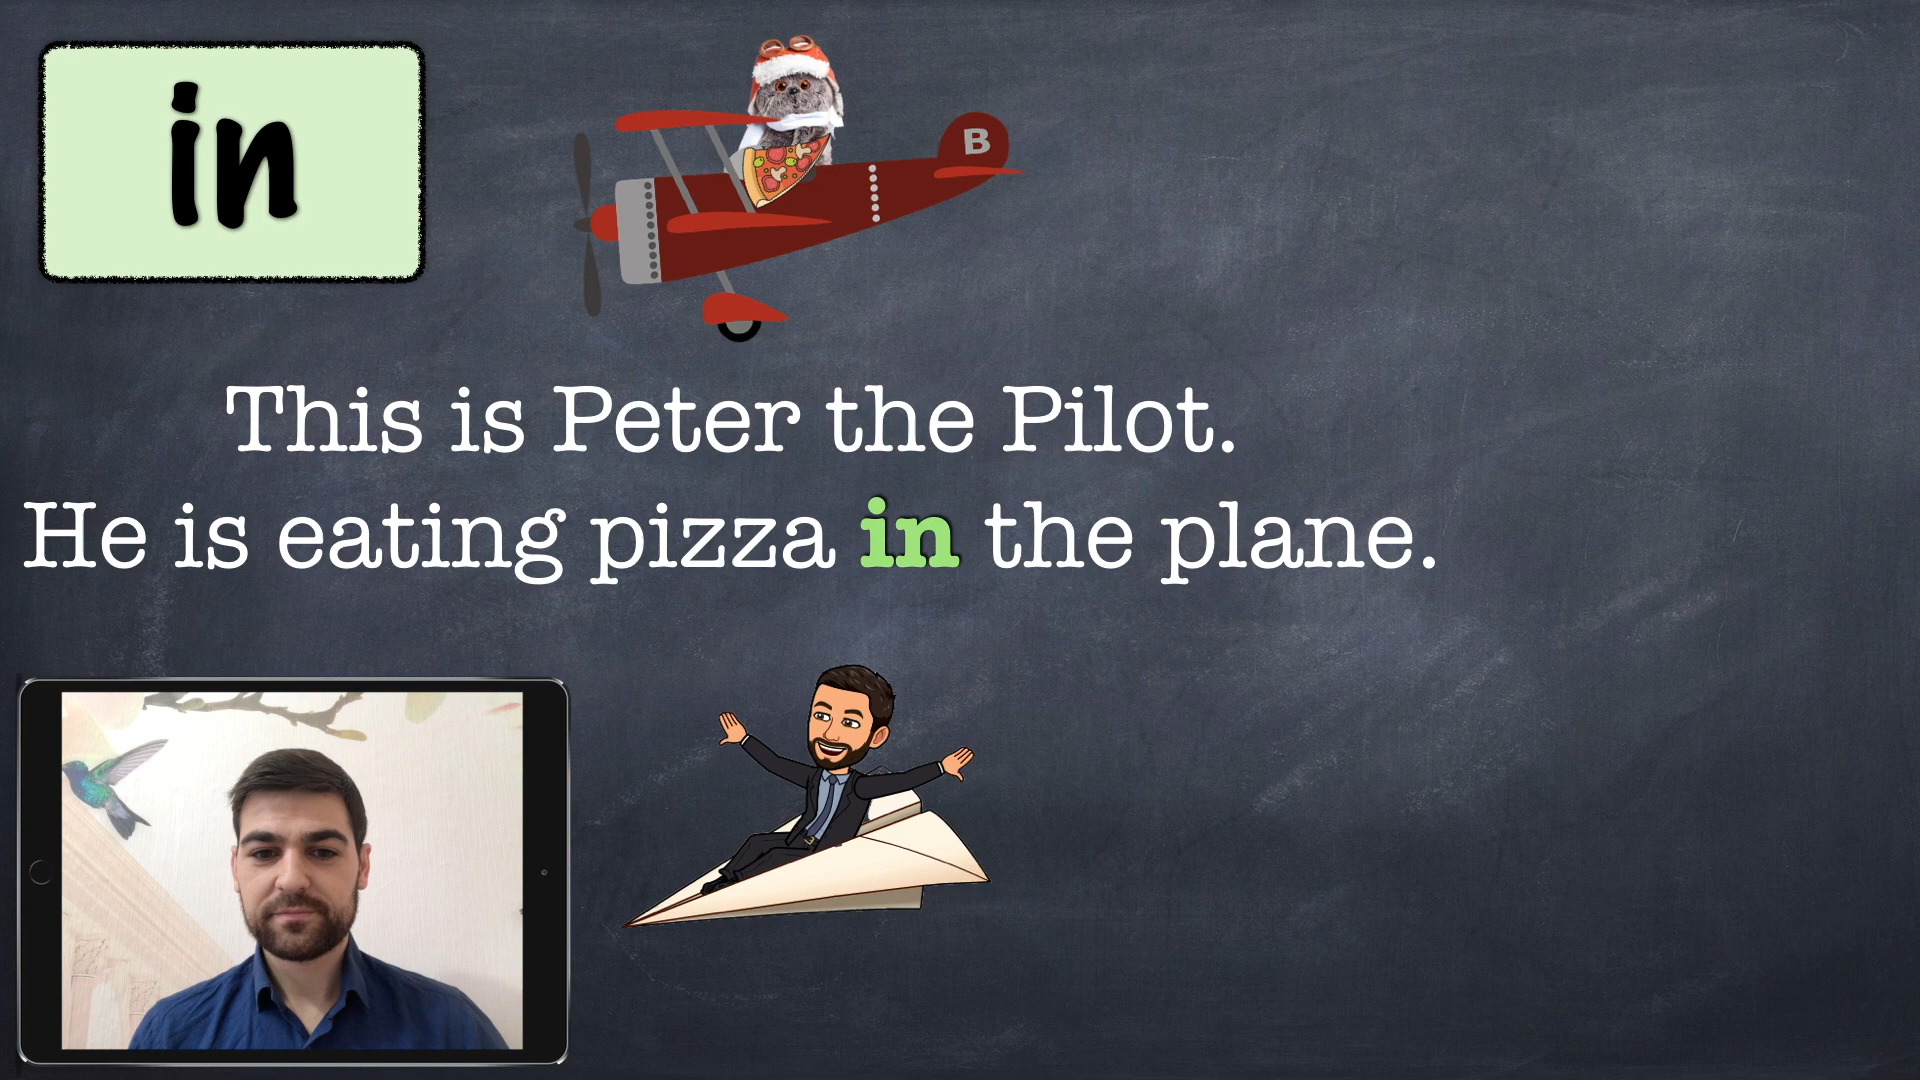 in
B
This is Peter the Pilot.
He is eating pizza in the plane.